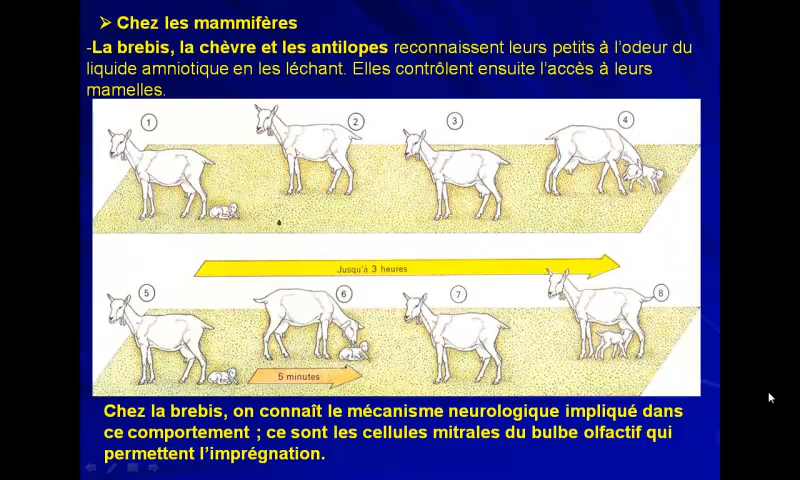 ➢ Chez les mammifères
-La brebis, la chèvre et les antilopes reconnaissent leurs petits à l’odeur du
liquide amniotique en les léchant. Elles contrôlent ensuite l’accès à leurs
mamelles.
1 2 3 4
Jusqu'à 3 heures
5 6 7 8
5 minutes
Chez la brebis, on connaît le mécanisme neurologique impliqué dans
ce comportement ; ce sont les cellules mitrales du bulbe olfactif qui
permettent l’imprégnation.